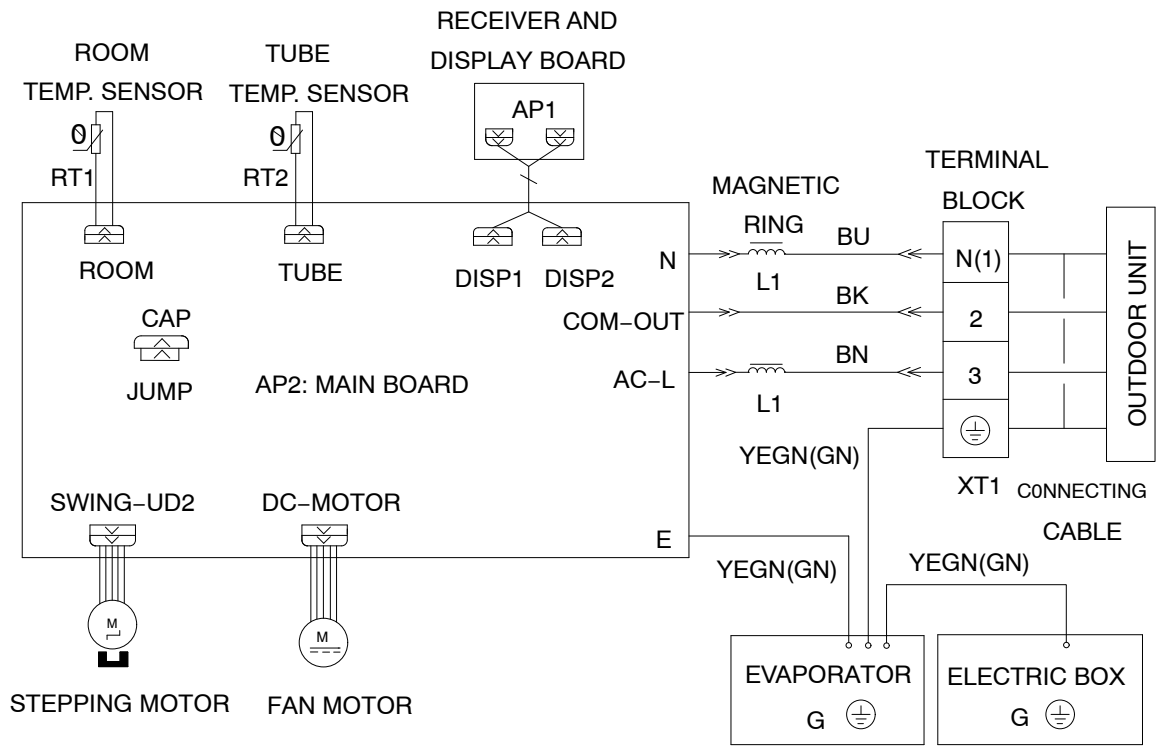 RECEIVER AND
DISPLAY BOARD
AP1
ROOM
TEMP. SENSOR
TUBE
TEMP. SENSOR
RT1
RT2
ROOM
TUBE
DISP1
DISP2
CAP
JUMP
AP2: MAIN BOARD
N
COM-OUT
AC-L
E
MAGNETIC
RING
L1
BU
BK
BN
L1
TERMINAL
BLOCK
N(1)
2
3
XT1
OUTDOOR UNIT
C0NNECTING
CABLE
YEGN(GN)
YEGN(GN)
YEGN(GN)
SWING-UD2
DC-MOTOR
M
M
STEPPING MOTOR
FAN MOTOR
EVAPORATOR
G
ELECTRIC BOX
G